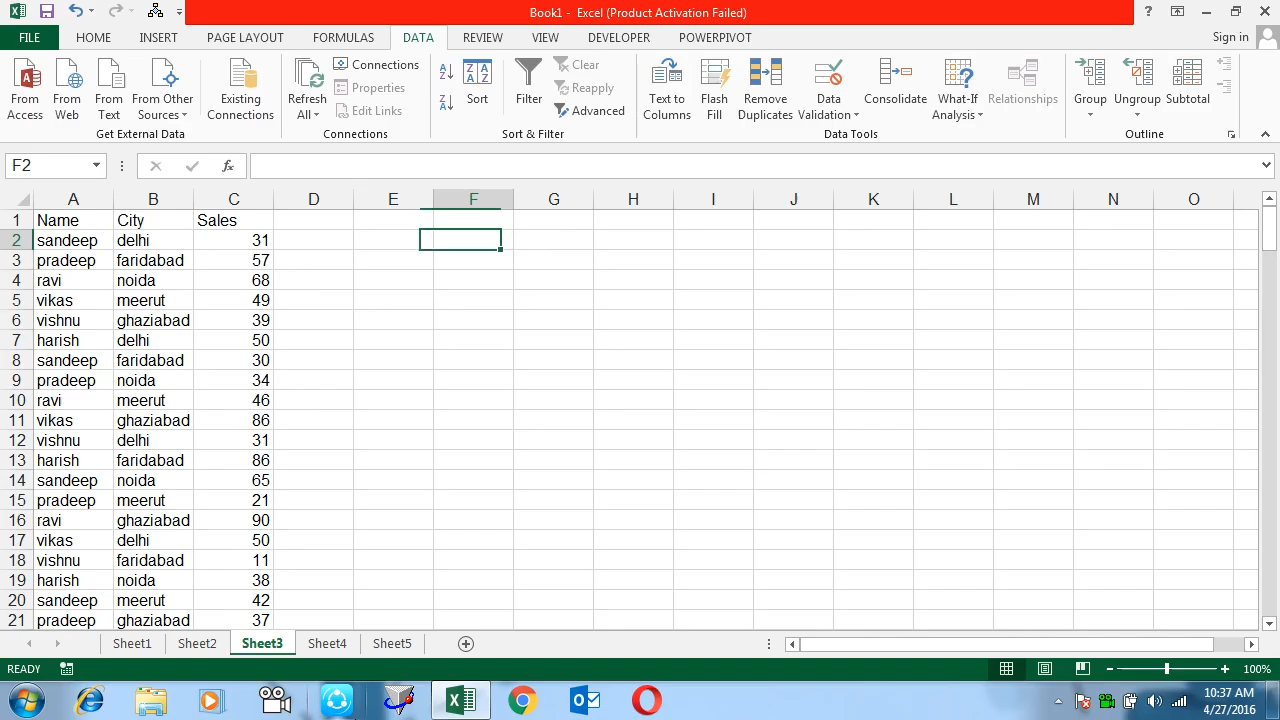 Book1 - Excel (Product Activation Failed)
?
FILE HOME INSERT PAGE LAYOUT FORMULAS DATA REVIEW VIEW DEVELOPER POWERPIVOT Sign in
From Access
From Web
From Text
From Other Sources
Existing Connections
Get External Data
Refresh All
Connections
Properties
Edit Links
Connections
Sort
Filter
Clear
Reapply
Advanced
Sort & Filter
Text to Columns
Flash Fill
Remove Duplicates
Data Validation
Consolidate
What-If Analysis
Relationships
Data Tools
Group
Ungroup
Subtotal
Outline
F2 fx
A B C D E F G H I J K L M N O
1 Name City Sales
2 sandeep delhi 31
3 pradeep faridabad 57
4 ravi noida 68
5 vikas meerut 49
6 vishnu ghaziabad 39
7 harish delhi 50
8 sandeep faridabad 30
9 pradeep noida 34
10 ravi meerut 46
11 vikas ghaziabad 86
12 vishnu delhi 31
13 harish faridabad 86
14 sandeep noida 65
15 pradeep meerut 21
16 ravi ghaziabad 90
17 vikas delhi 50
18 vishnu faridabad 11
19 harish noida 38
20 sandeep meerut 42
21 pradeep ghaziabad 37
Sheet1 Sheet2 Sheet3 Sheet4 Sheet5
READY 100%
10:37 AM
4/27/2016